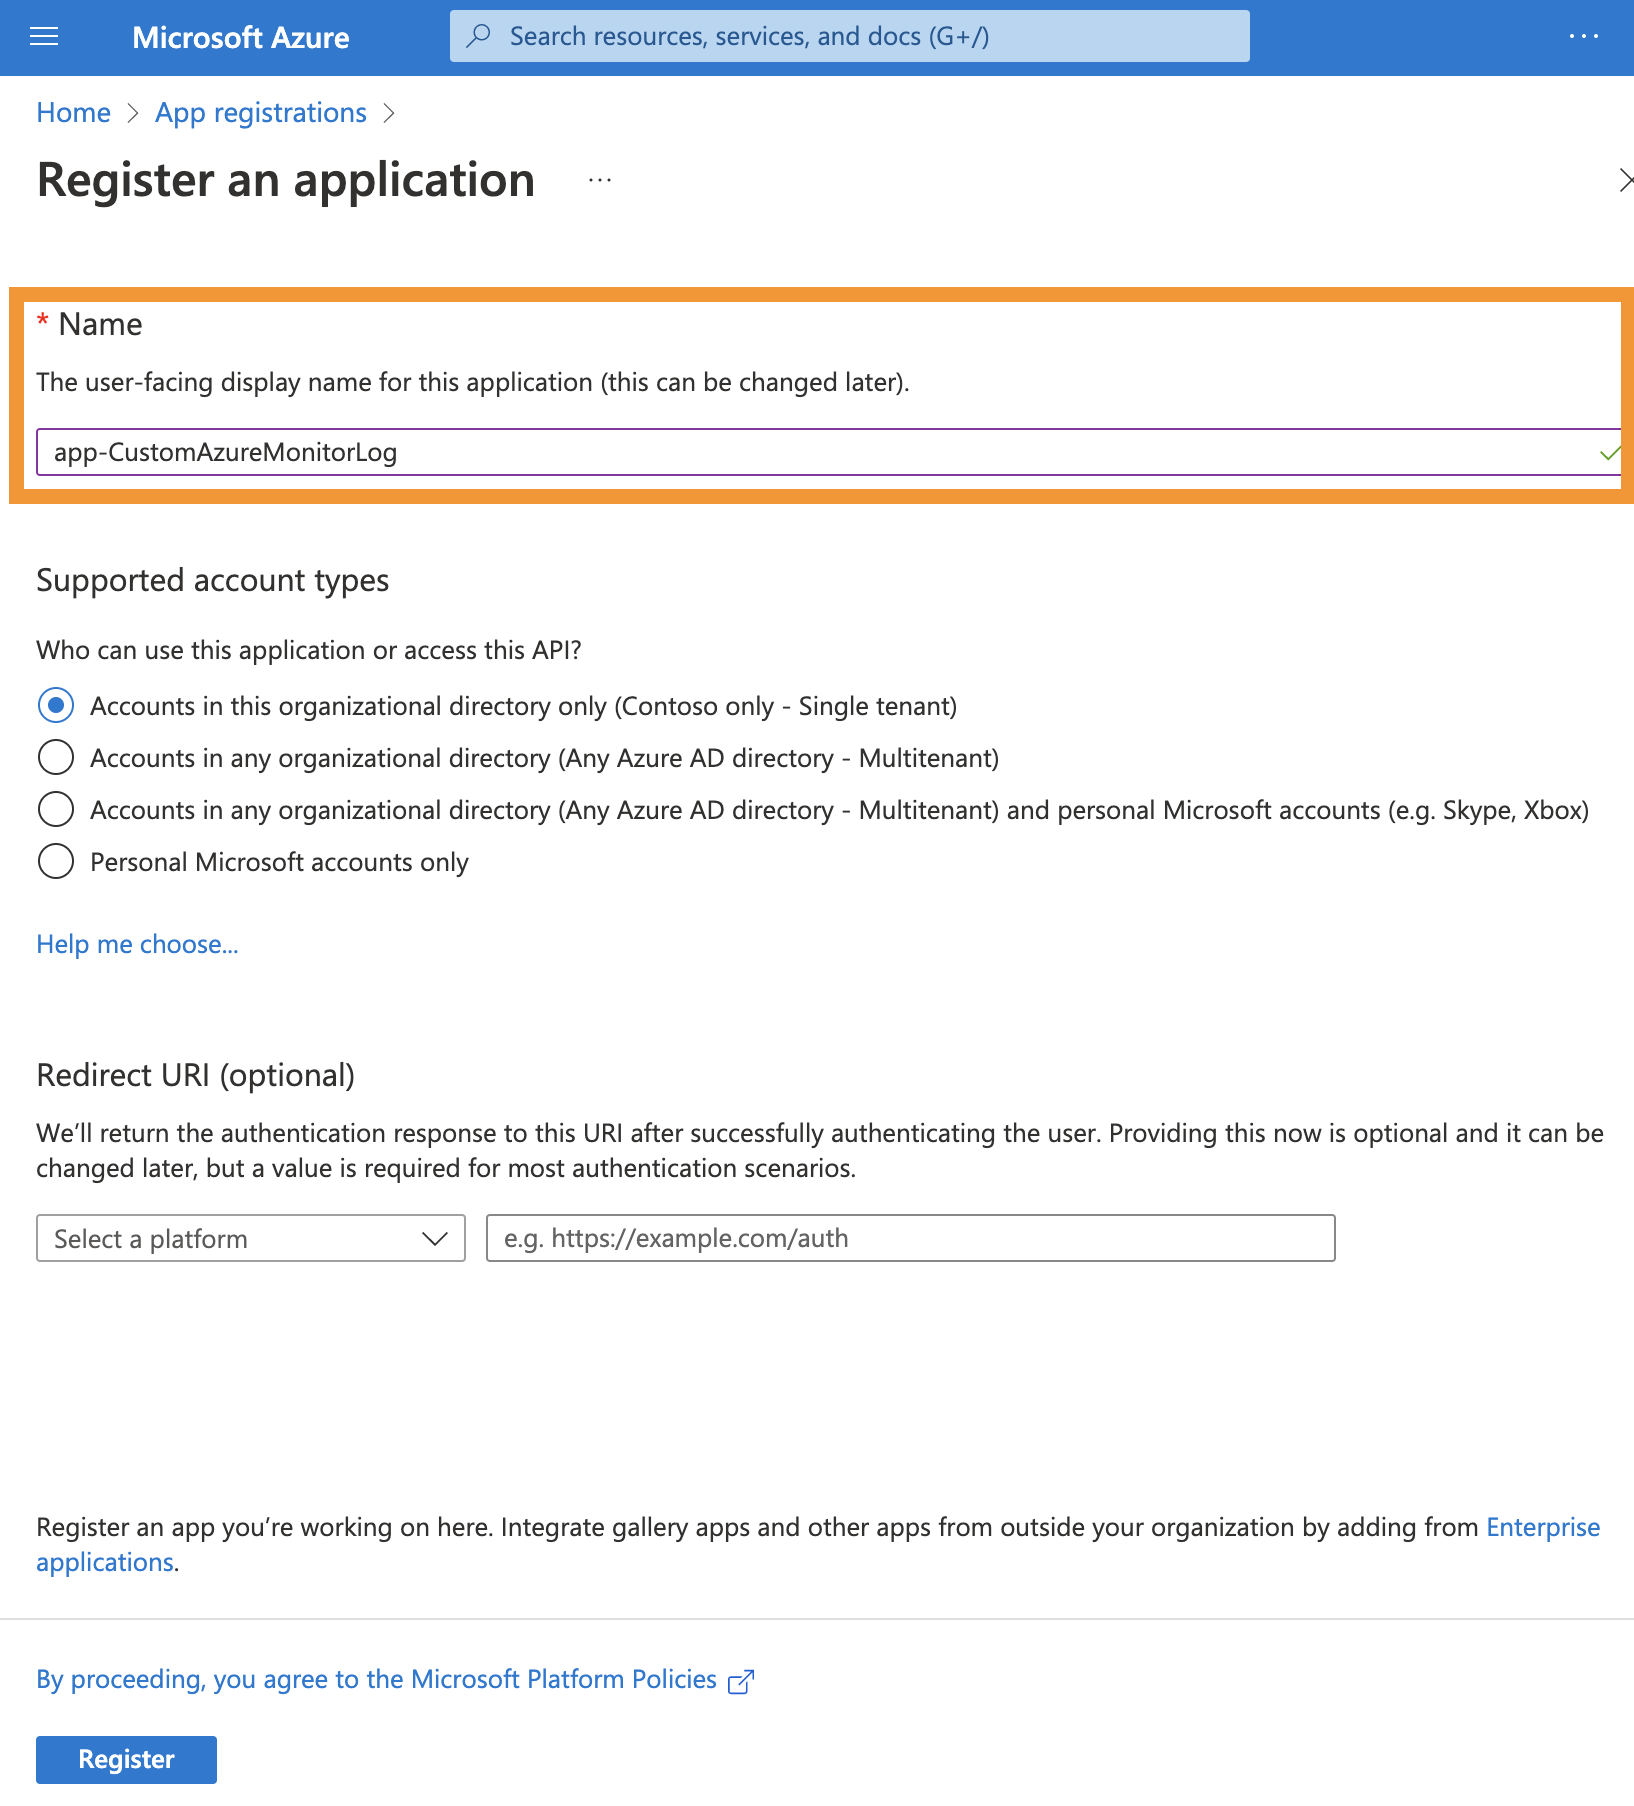 Microsoft Azure
Search resources, services, and docs (G+/)
Home > App registrations >
Register an application
* Name
The user-facing display name for this application (this can be changed later).
app-CustomAzureMonitorLog
Supported account types
Who can use this application or access this API?
Accounts in this organizational directory only (Contoso only - Single tenant)
Accounts in any organizational directory (Any Azure AD directory - Multitenant)
Accounts in any organizational directory (Any Azure AD directory - Multitenant) and personal Microsoft accounts (e.g. Skype, Xbox)
Personal Microsoft accounts only
Help me choose...
Redirect URI (optional)
We’ll return the authentication response to this URI after successfully authenticating the user. Providing this now is optional and it can be
changed later, but a value is required for most authentication scenarios.
Select a platform
e.g. https://example.com/auth
Register an app you’re working on here. Integrate gallery apps and other apps from outside your organization by adding from Enterprise
applications.
By proceeding, you agree to the Microsoft Platform Policies
Register